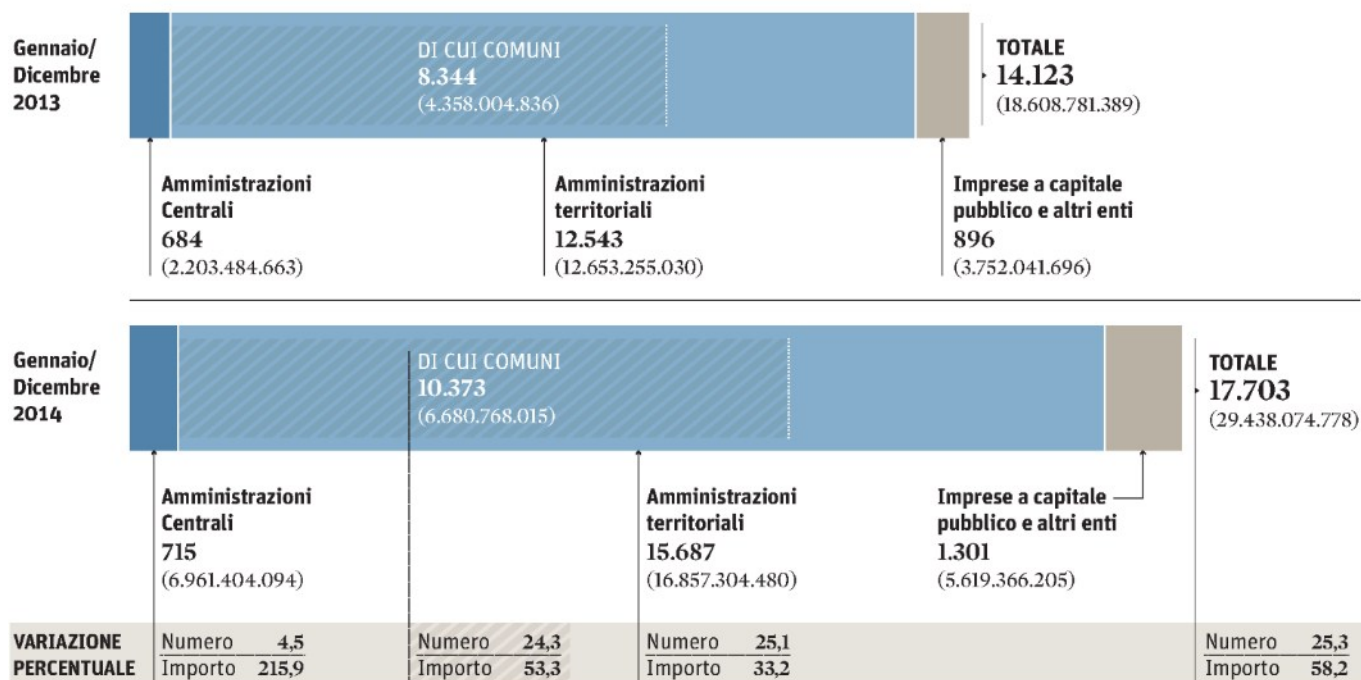 Gennaio/
Dicembre
2013
DI CUI COMUNI
8.344
(4.358.004.836)
TOTALE
14.123
(18.608.781.389)
Amministrazioni
Centrali
684
(2.203.484.663)
Amministrazioni
territoriali
12.543
(12.653.255.030)
Imprese a capitale
pubblico e altri enti
896
(3.752.041.696)
Gennaio/
Dicembre
2014
DI CUI COMUNI
10.373
(6.680.768.015)
TOTALE
17.703
(29.438.074.778)
Amministrazioni
Centrali
715
(6.961.404.094)
Amministrazioni
territoriali
15.687
(16.857.304.480)
Imprese a capitale
pubblico e altri enti
1.301
(5.619.366.205)
VARIAZIONE
PERCENTUALE
Numero 4,5
Importo 215,9
Numero 24,3
Importo 53,3
Numero 25,1
Importo 33,2
Numero 25,3
Importo 58,2